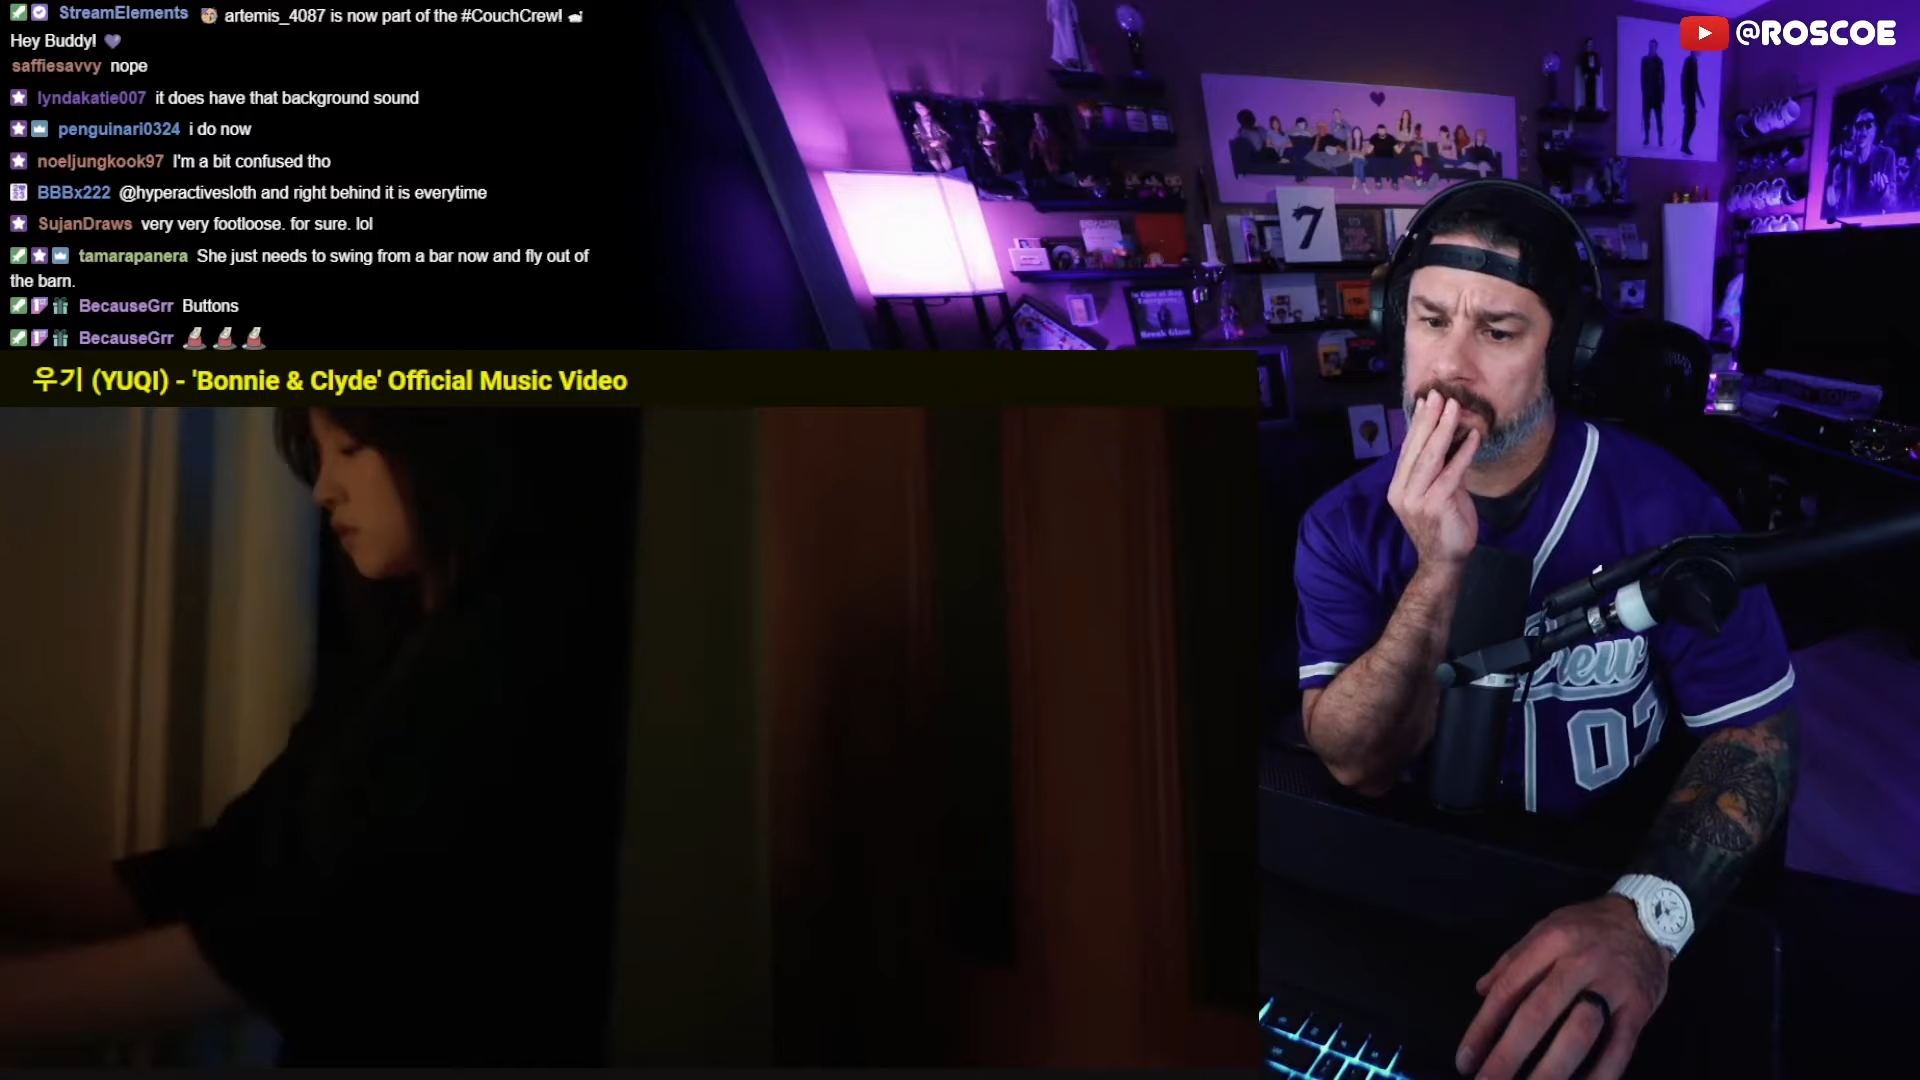 StreamElements artemis_4087 is now part of the #CouchCrew!
Hey Buddy!
saffiesavvy nope
lyndakatie007 it does have that background sound
penguinari0324 i do now
noeljungkook97 I'm a bit confused tho
BBBx222 @hyperactivesloth and right behind it is everytime
SujanDraws very very footloose. for sure. lol
tamarapanera She just needs to swing from a bar now and fly out of
the barn.
BecauseGrr Buttons
BecauseGrr
우기 (YUQI) - 'Bonnie & Clyde' Official Music Video
@ROSCOE
7
Break Glass
rew
07